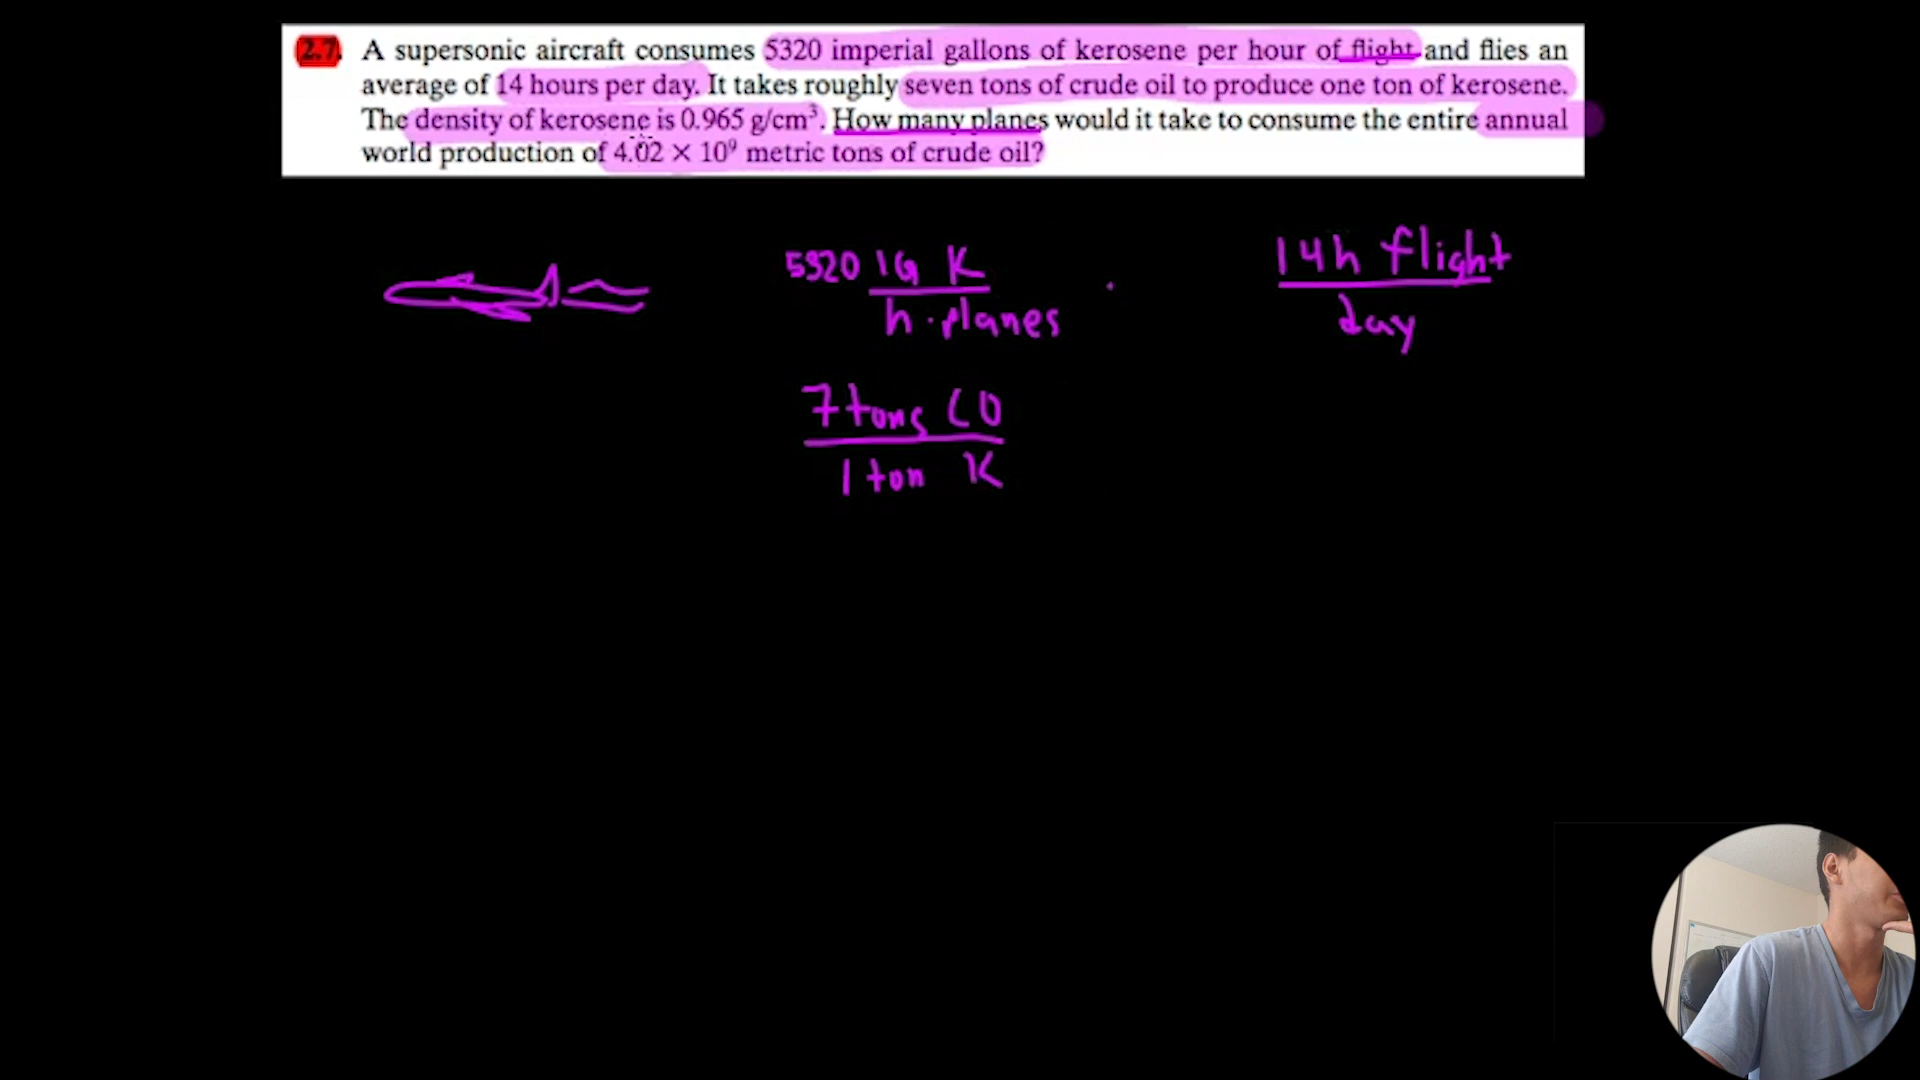 2.7. A supersonic aircraft consumes 5320 imperial gallons of kerosene per hour of flight and flies an
average of 14 hours per day. It takes roughly seven tons of crude oil to produce one ton of kerosene.
The density of kerosene is 0.965 g/cm³. How many planes would it take to consume the entire annual
world production of 4.02 × 10⁹ metric tons of crude oil?
5320 IG K
h · planes
·
14h flight
day
7 tons CO
1 ton K